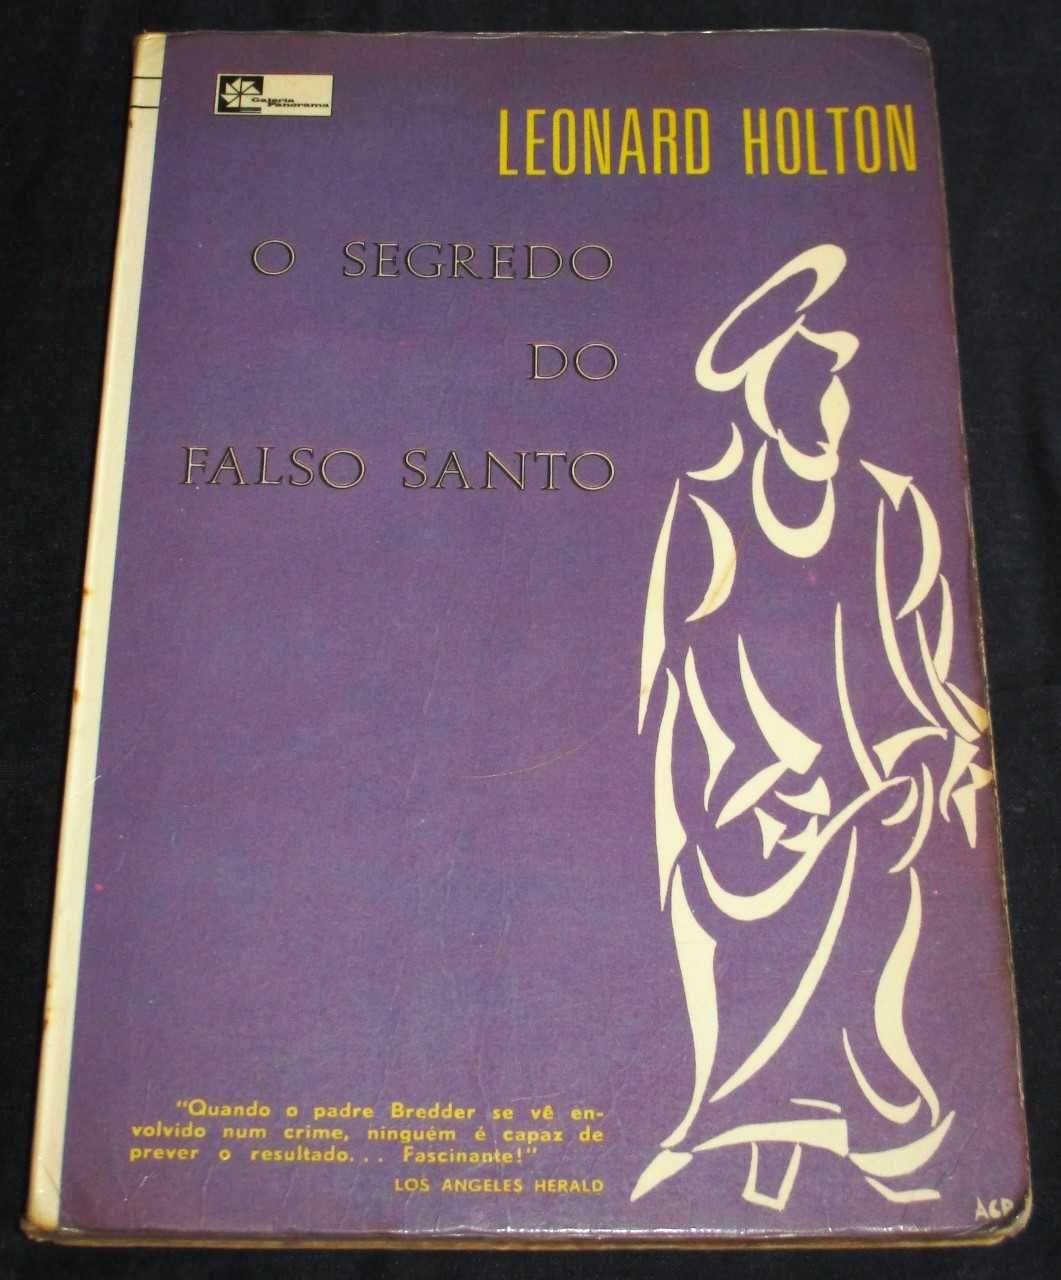 Galeria
Panorama
LEONARD HOLTON
O SEGREDO
DO
FALSO SANTO
"Quando o padre Bredder se vê en-
volvido num crime, ninguém é capaz de
prever o resultado... Fascinante!"
LOS ANGELES HERALD
ACP